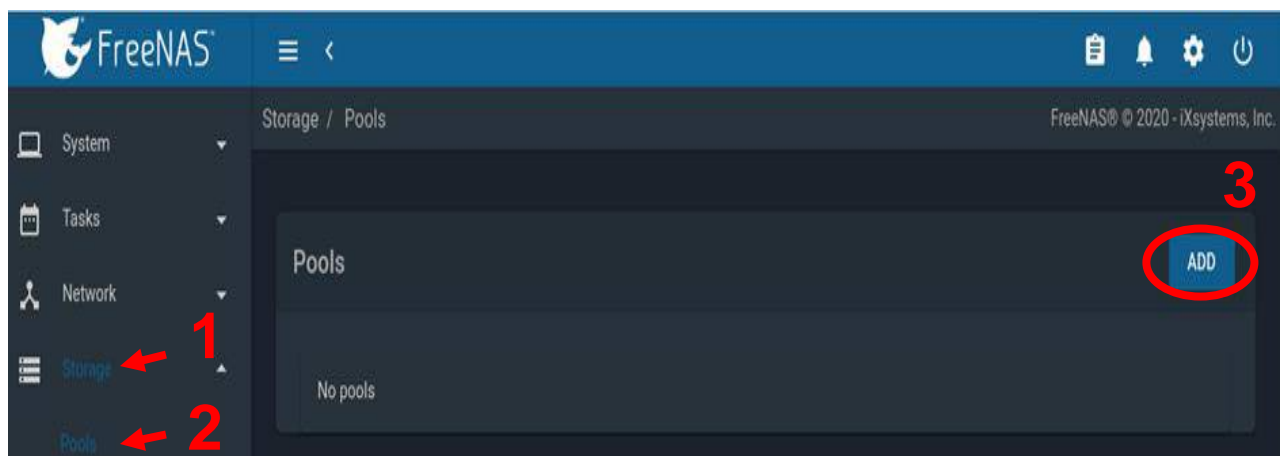 FreeNAS®
Storage / Pools
FreeNAS® © 2020 - iXsystems, Inc.
System
Tasks
Network
Storage
Pools
1
2
3
Pools
ADD
No pools